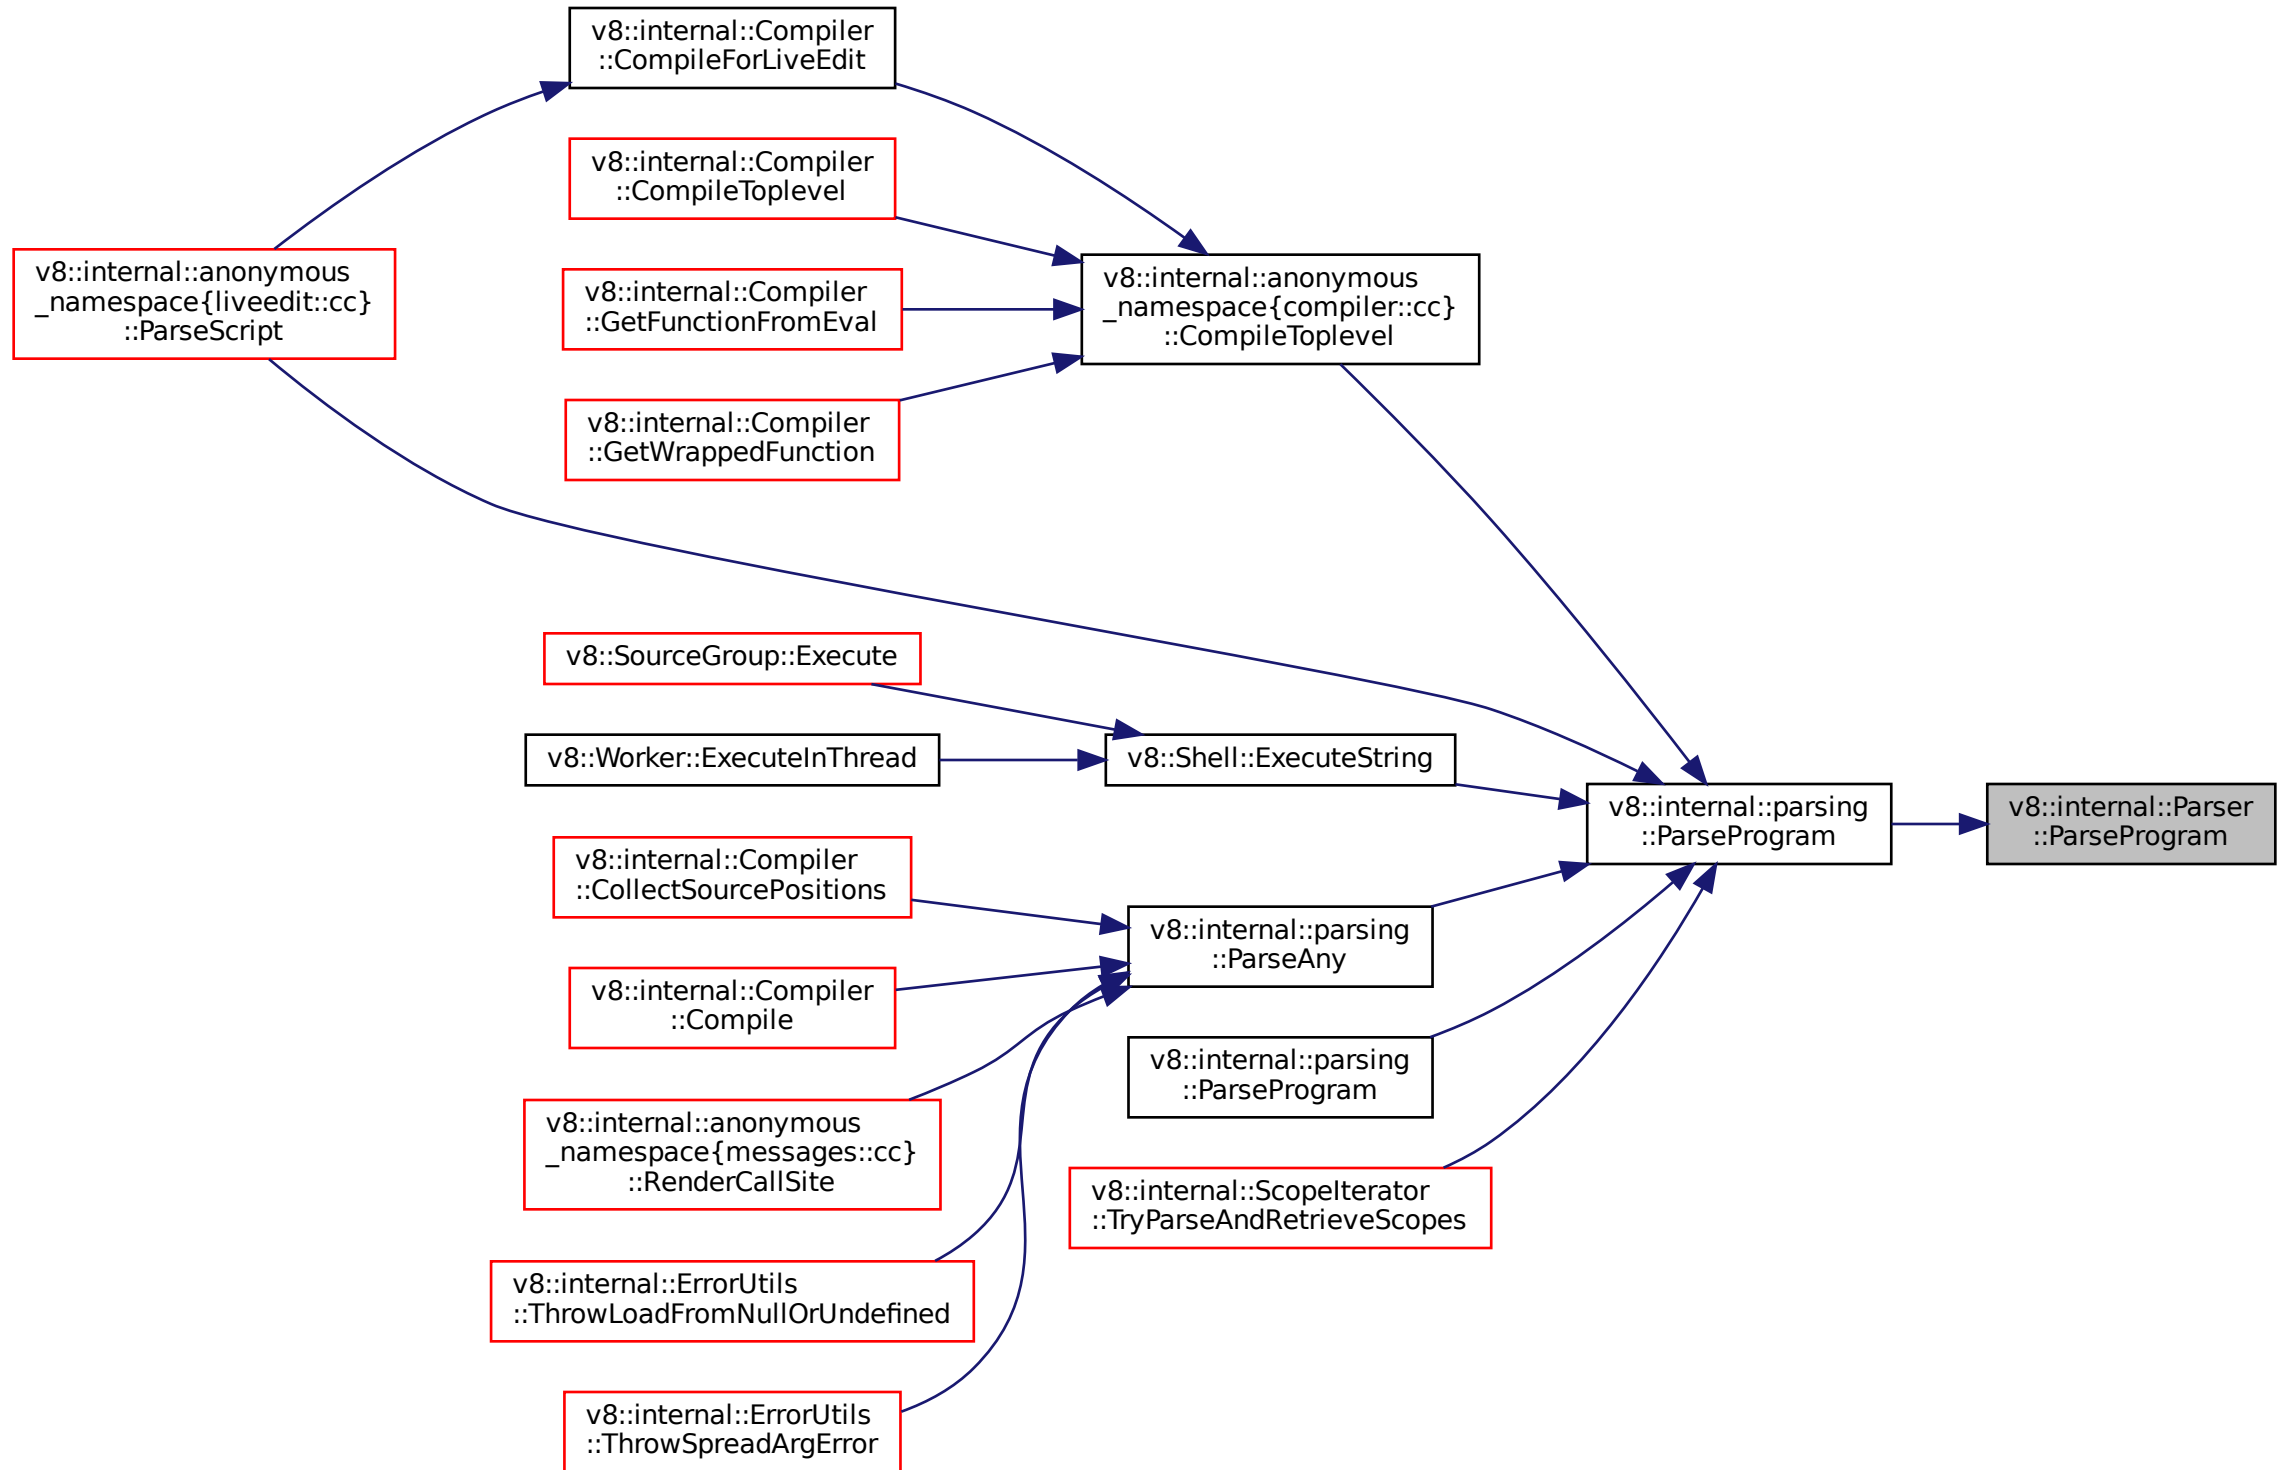 v8::internal::Compiler
::CompileForLiveEdit
v8::internal::Compiler
::CompileToplevel
v8::internal::anonymous
_namespace{liveedit::cc}
::ParseScript
v8::internal::Compiler
::GetFunctionFromEval
v8::internal::anonymous
_namespace{compiler::cc}
::CompileToplevel
v8::internal::Compiler
::GetWrappedFunction
v8::SourceGroup::Execute
v8::Worker::ExecuteInThread
v8::Shell::ExecuteString
v8::internal::parsing
::ParseProgram
v8::internal::Parser
::ParseProgram
v8::internal::Compiler
::CollectSourcePositions
v8::internal::parsing
::ParseAny
v8::internal::Compiler
::Compile
v8::internal::parsing
::ParseProgram
v8::internal::anonymous
_namespace{messages::cc}
::RenderCallSite
v8::internal::ScopeIterator
::TryParseAndRetrieveScopes
v8::internal::ErrorUtils
::ThrowLoadFromNullOrUndefined
v8::internal::ErrorUtils
::ThrowSpreadArgError